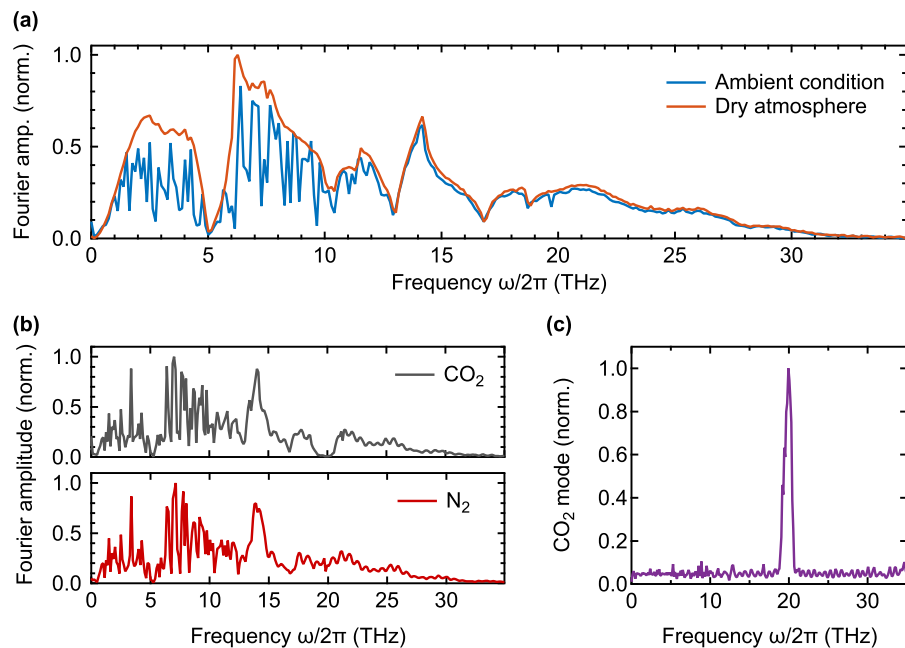 (a)
Fourier amp. (norm.)
1.0
0.5
0.0
Ambient condition
Dry atmosphere
0 5 10 15 20 25 30
Frequency ω/2π (THz)
(b)
Fourier amplitude (norm.)
1.0
0.5
0.0
CO₂
1.0
0.5
0.0
N₂
0 5 10 15 20 25 30
Frequency ω/2π (THz)
(c)
CO₂ mode (norm.)
1.0
0.8
0.6
0.4
0.2
0.0
0 10 20 30
Frequency ω/2π (THz)